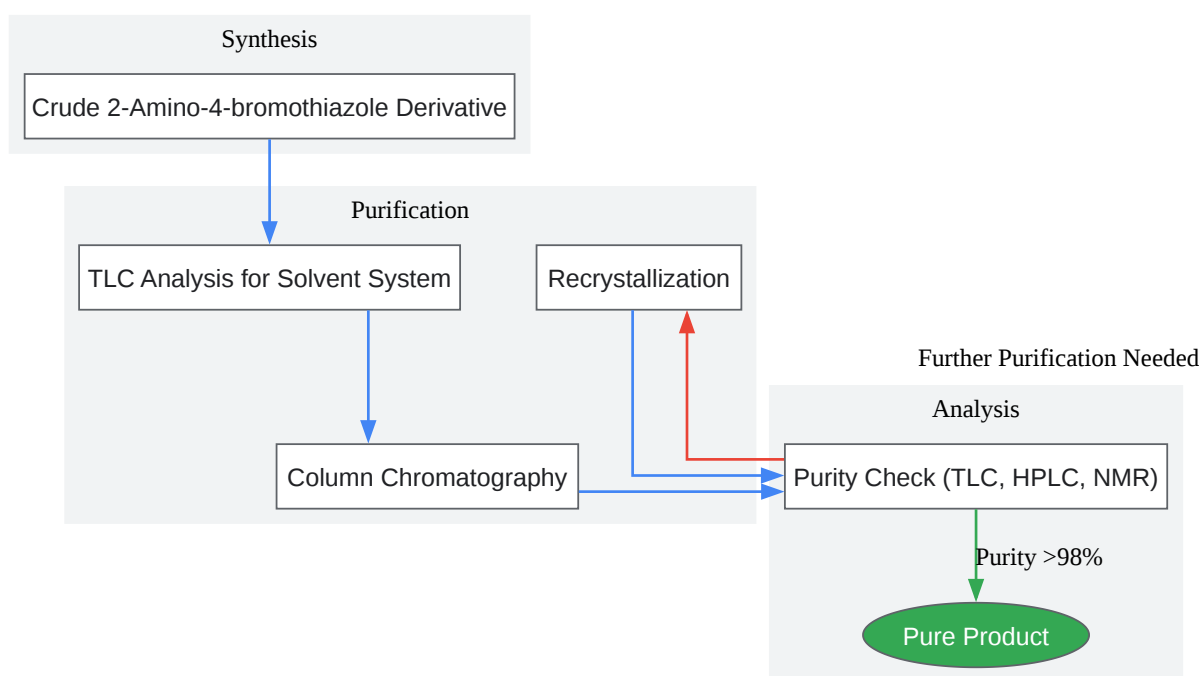 Synthesis
Crude 2-Amino-4-bromothiazole Derivative
Purification
TLC Analysis for Solvent System
Recrystallization
Further Purification Needed
Analysis
Column Chromatography
Purity Check (TLC, HPLC, NMR)
Purity >98%
Pure Product